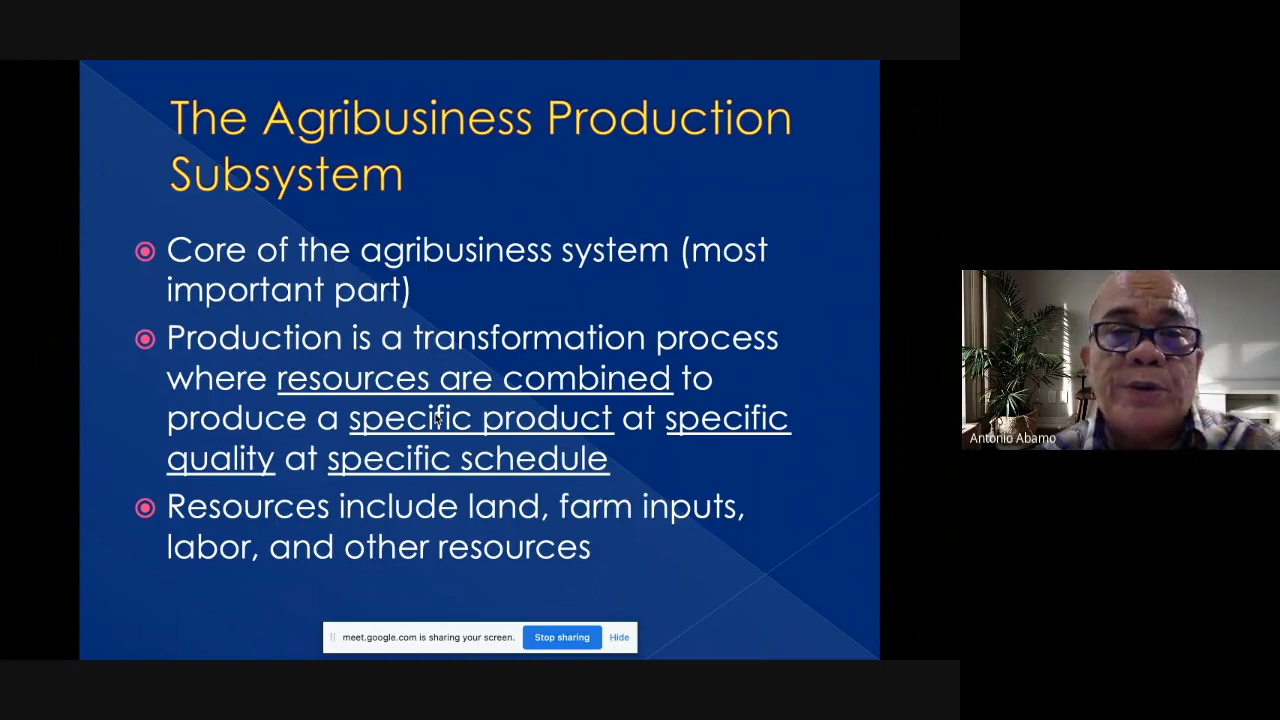 The Agribusiness Production
Subsystem
Core of the agribusiness system (most
important part)
Production is a transformation process
where resources are combined to
produce a specific product at specific
quality at specific schedule
Resources include land, farm inputs,
labor, and other resources
meet.google.com is sharing your screen. Stop sharing Hide
Antonio Abamo